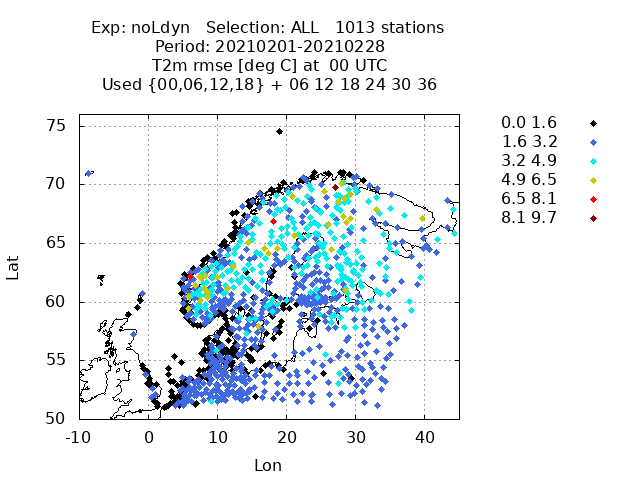 Exp: noLdyn   Selection: ALL   1013 stations
Period: 20210201-20210228
T2m rmse [deg C] at  00 UTC
Used {00,06,12,18} + 06 12 18 24 30 36
0.0 1.6
1.6 3.2
3.2 4.9
4.9 6.5
6.5 8.1
8.1 9.7
75
70
65
60
55
50
Lat
-10 0 10 20 30 40
Lon